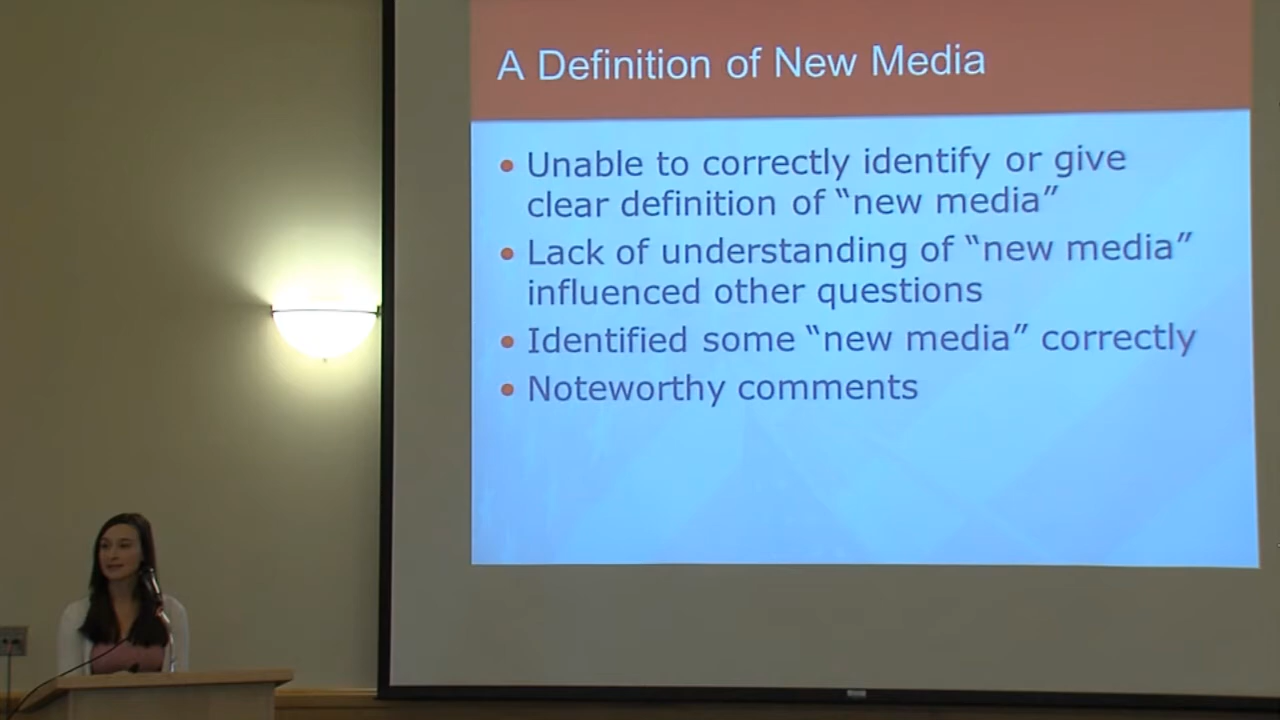 A Definition of New Media
• Unable to correctly identify or give
clear definition of “new media”
• Lack of understanding of “new media”
influenced other questions
• Identified some “new media” correctly
• Noteworthy comments